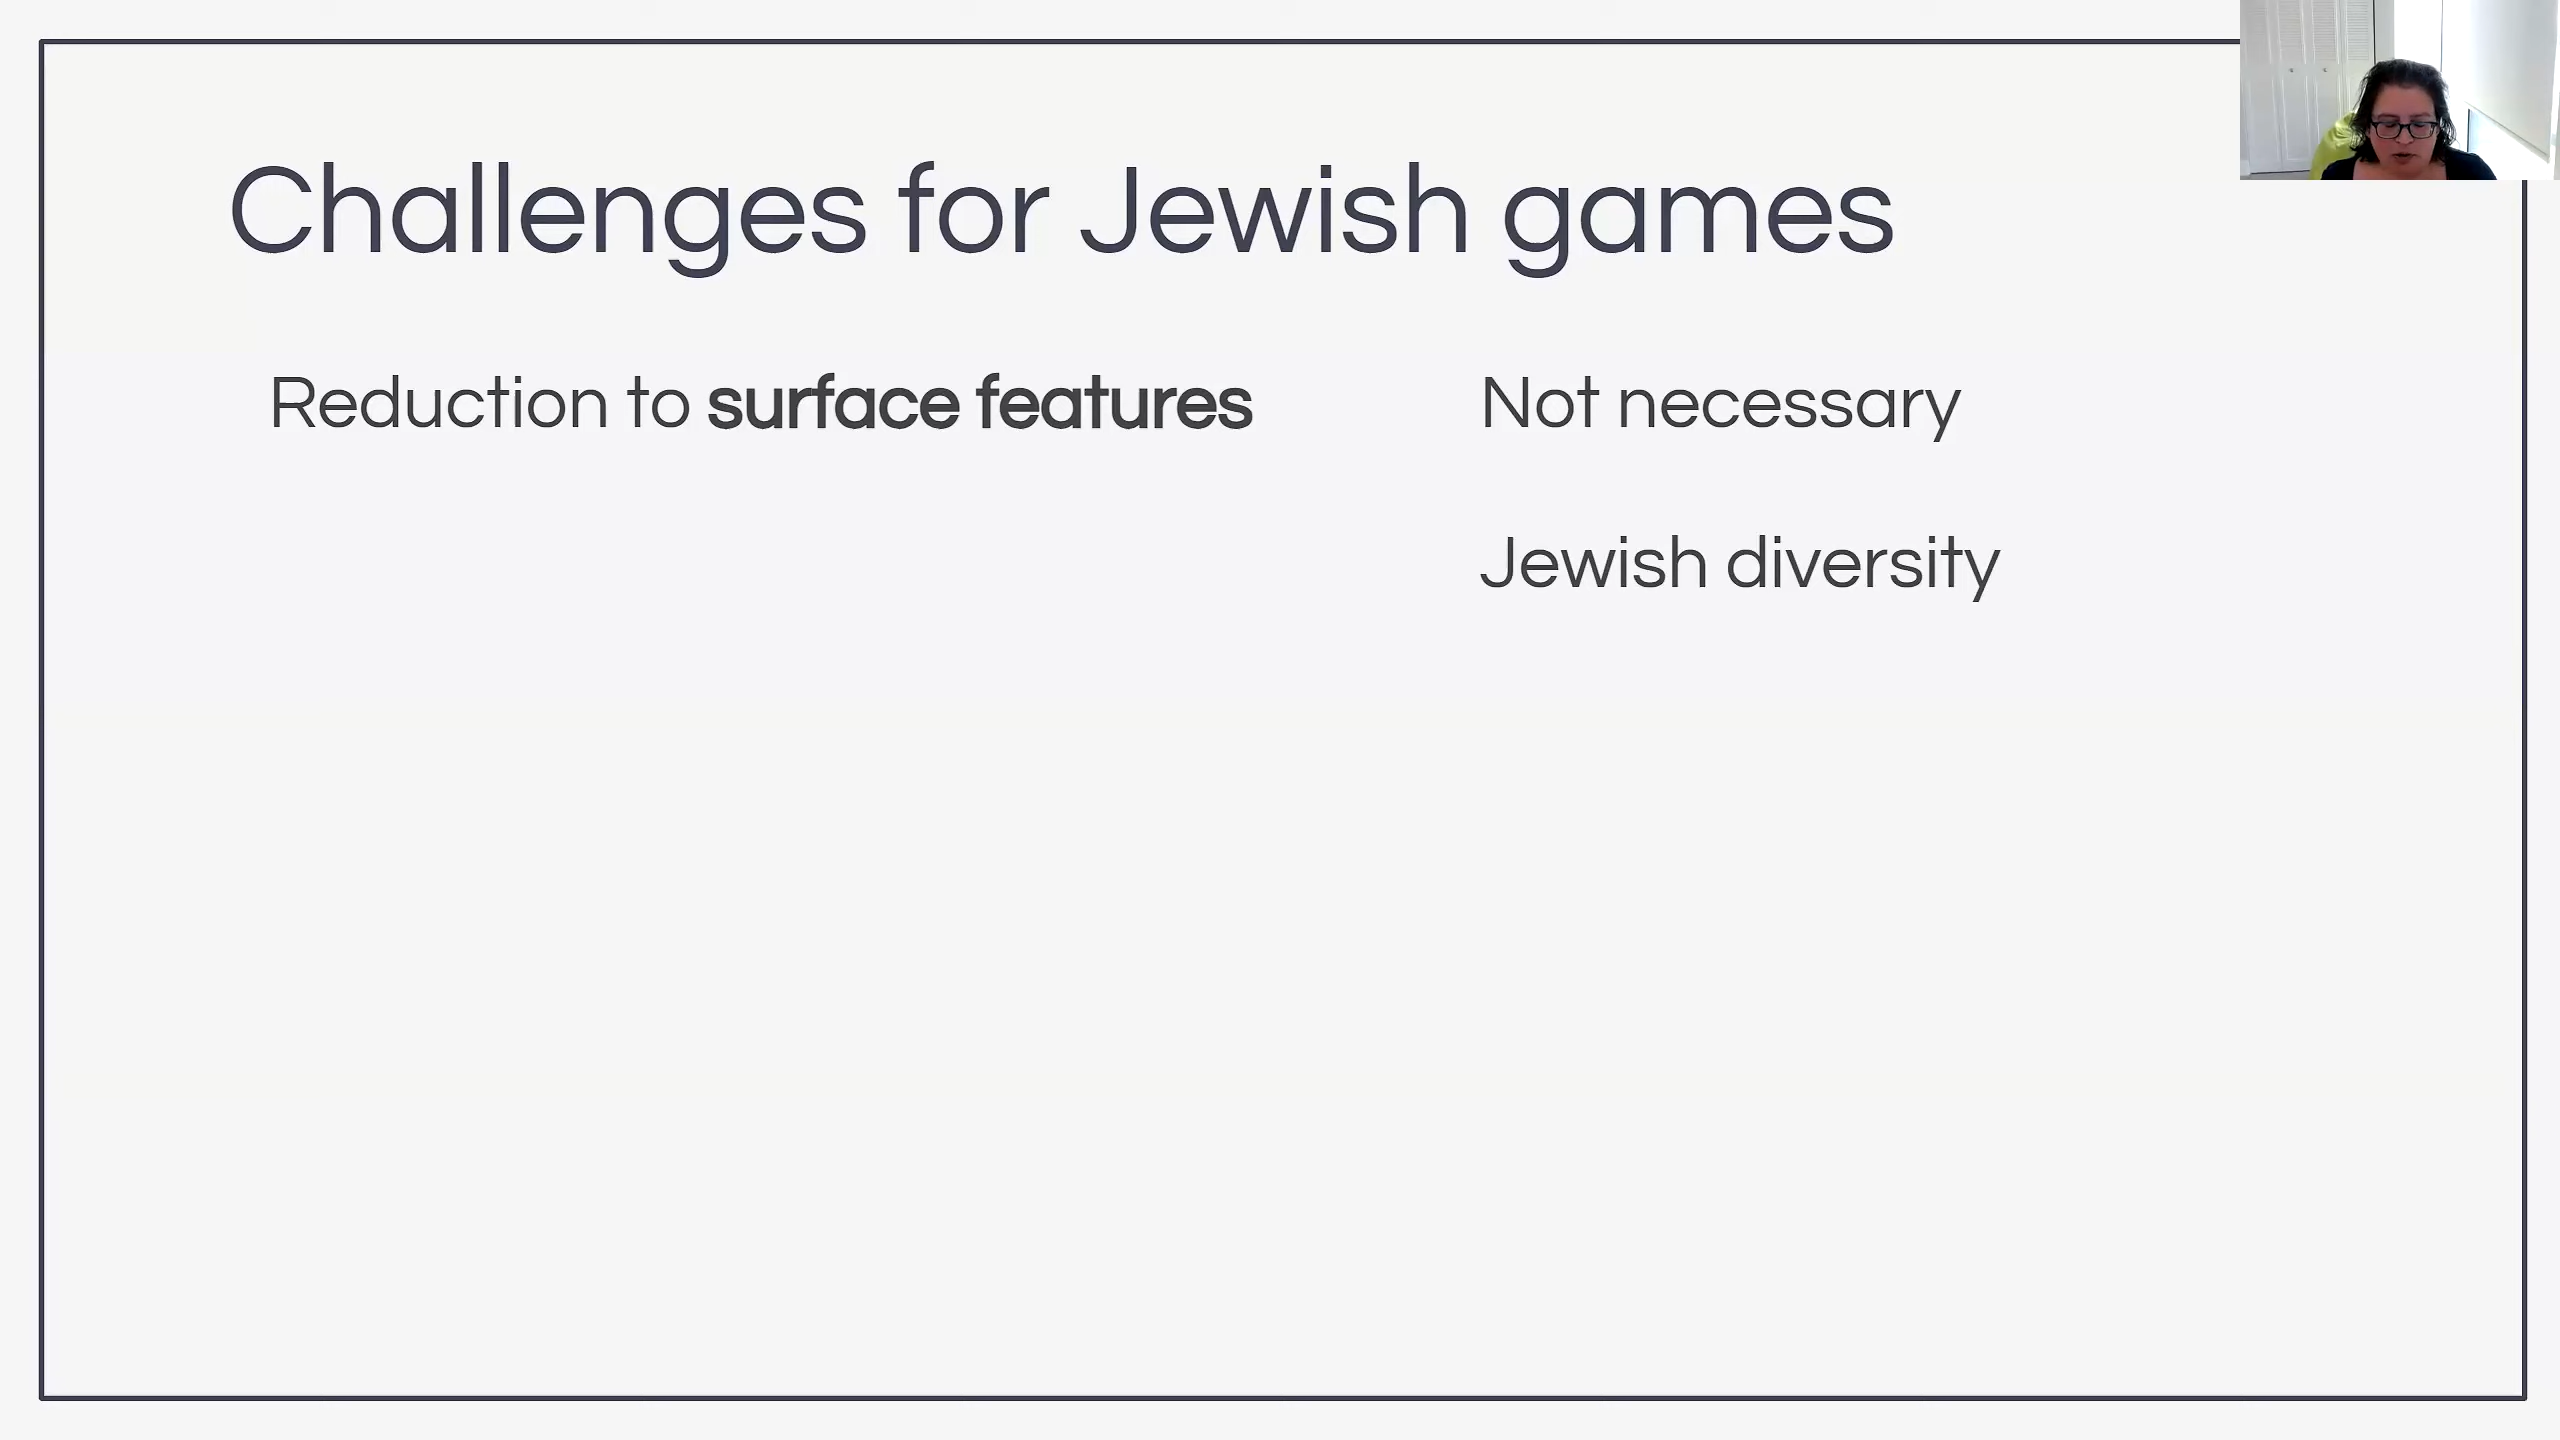 Challenges for Jewish games
Reduction to surface features
Not necessary
Jewish diversity